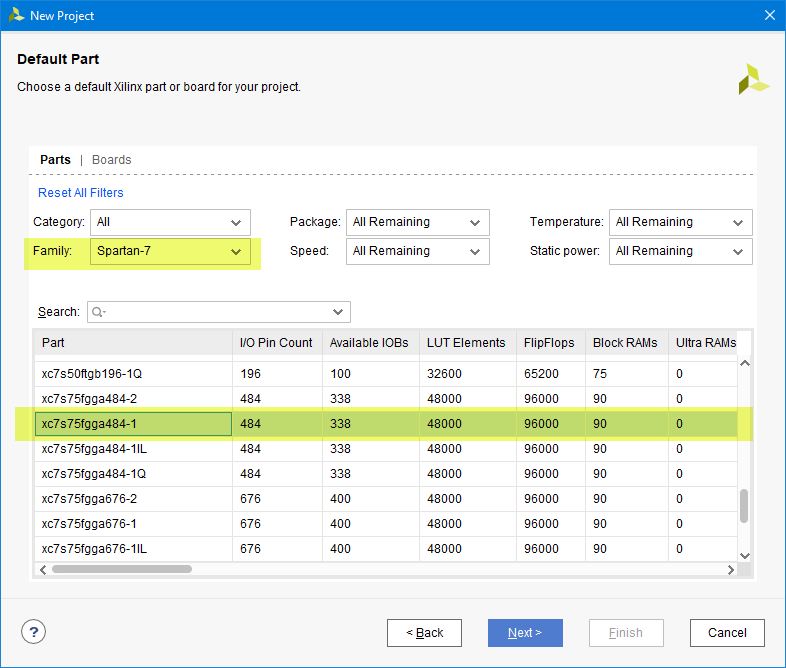 New Project
Default Part
Choose a default Xilinx part or board for your project.
Parts | Boards
Reset All Filters
Category: All Package: All Remaining Temperature: All Remaining
Family: Spartan-7 Speed: All Remaining Static power: All Remaining
Search:
Part I/O Pin Count Available IOBs LUT Elements FlipFlops Block RAMs Ultra RAMs
xc7s50ftgb196-1Q 196 100 32600 65200 75 0
xc7s75fgga484-2 484 338 48000 96000 90 0
xc7s75fgga484-1 484 338 48000 96000 90 0
xc7s75fgga484-1IL 484 338 48000 96000 90 0
xc7s75fgga484-1Q 484 338 48000 96000 90 0
xc7s75fgga676-2 676 400 48000 96000 90 0
xc7s75fgga676-1 676 400 48000 96000 90 0
xc7s75fgga676-1IL 676 400 48000 96000 90 0
? < Back Next > Finish Cancel